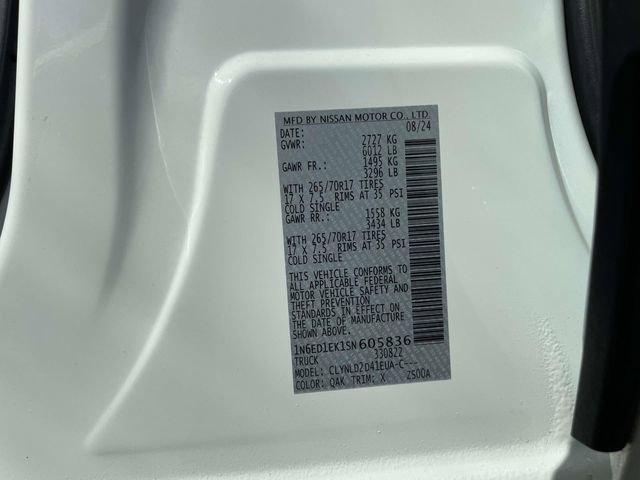 MFD BY NISSAN MOTOR CO., LTD.
DATE: 08/24
GVWR: 2727 KG
6012 LB
GAWR FR.: 1495 KG
3296 LB
WITH 265/70R17 TIRES
17 X 7.5 RIMS AT 35 PSI
COLD SINGLE
GAWR RR.: 1558 KG
3434 LB
WITH 265/70R17 TIRES
17 X 7.5 RIMS AT 35 PSI
COLD SINGLE
THIS VEHICLE CONFORMS TO
ALL APPLICABLE FEDERAL
MOTOR VEHICLE SAFETY AND
THEFT PREVENTION
STANDARDS IN EFFECT ON
THE DATE OF MANUFACTURE
SHOWN ABOVE.
1N6ED1EK1SN605836
TRUCK 330822
MODEL: CLYNLD2D41EUA-C---
COLOR: QAK TRIM: X ZS00A